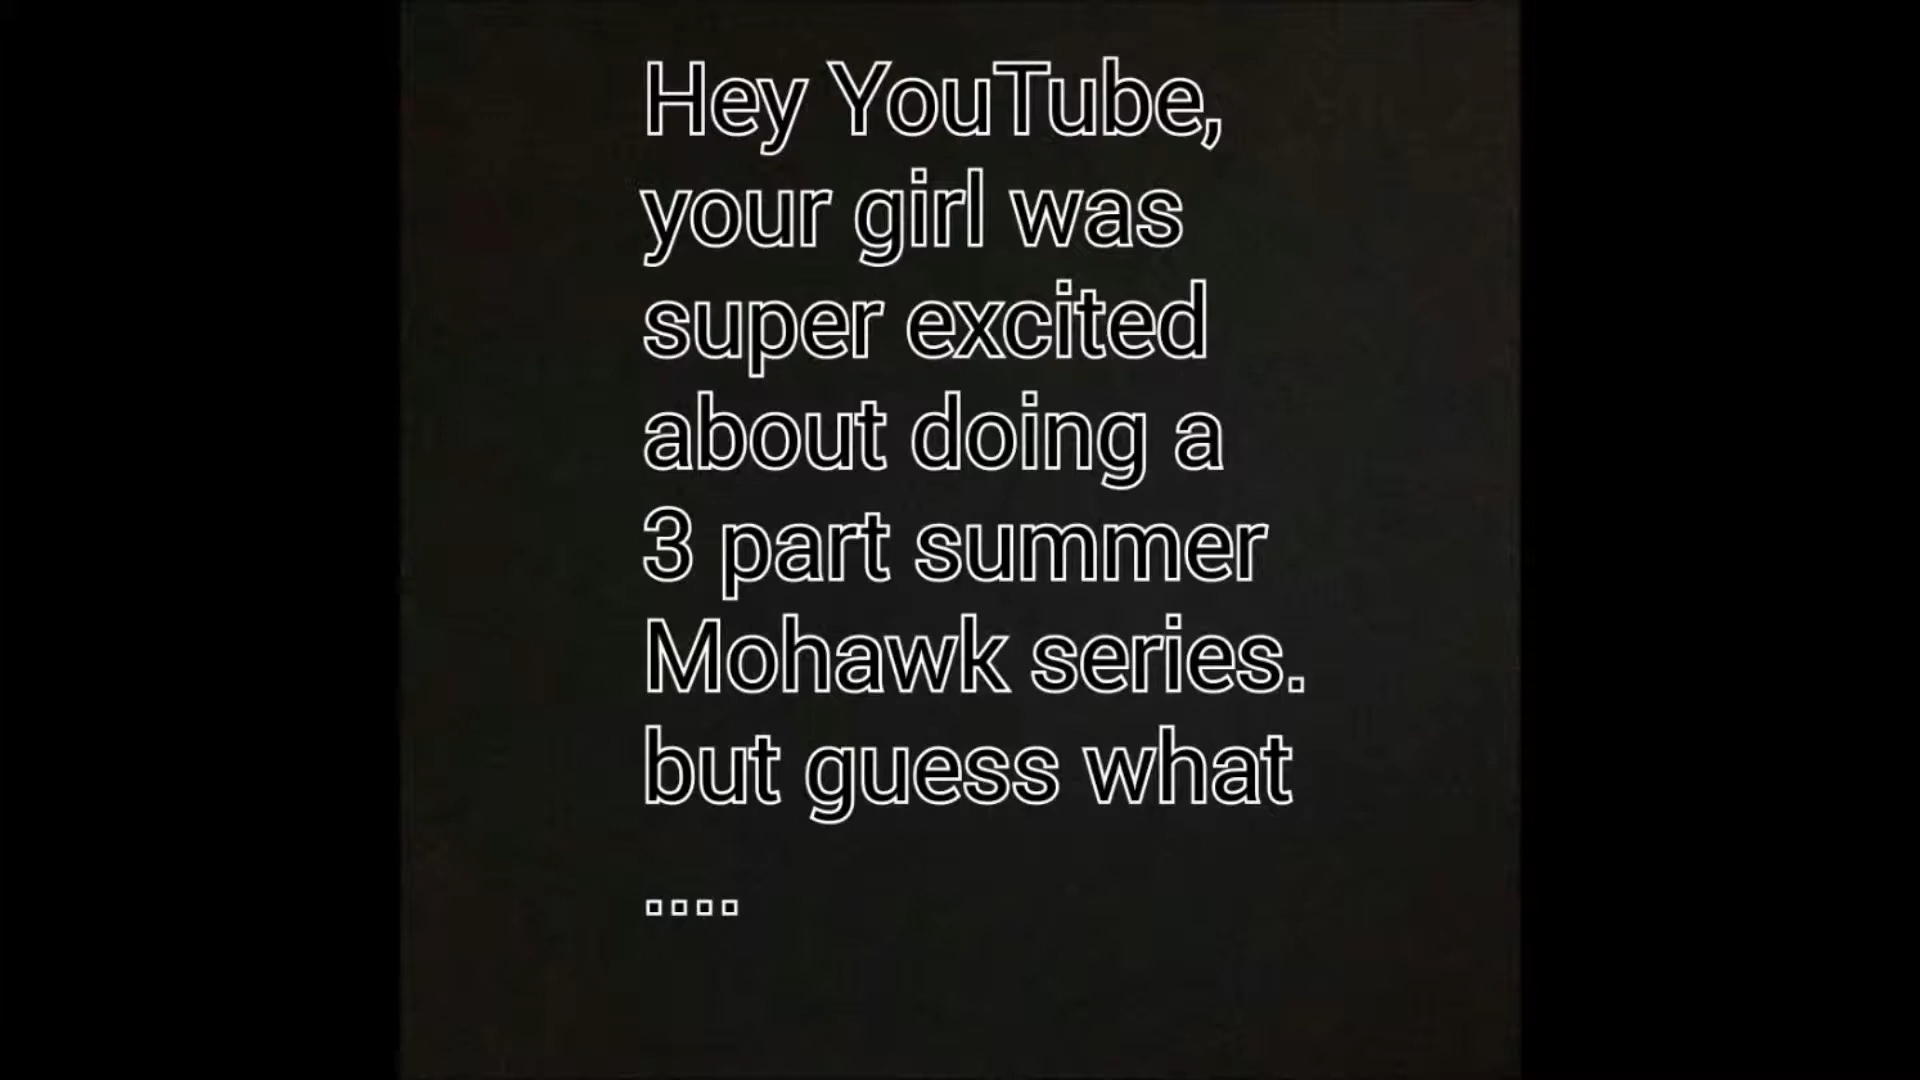 Hey YouTube,
your girl was
super excited
about doing a
3 part summer
Mohawk series.
but guess what
....